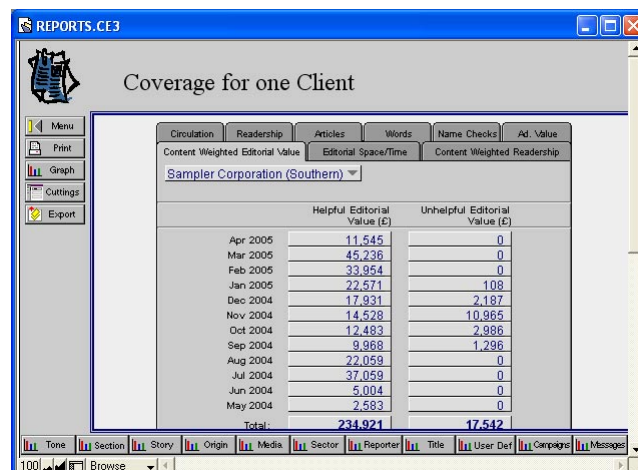 REPORTS.CE3
Coverage for one Client
Menu
Print
Graph
Cuttings
Export
Circulation Readership Articles Words Name Checks Ad. Value
Content Weighted Editorial Value Editorial Space/Time Content Weighted Readership
Sampler Corporation (Southern)
Helpful Editorial Unhelpful Editorial
Value (£) Value (£)
Apr 2005 11,545 0
Mar 2005 45,236 0
Feb 2005 33,954 0
Jan 2005 22,571 108
Dec 2004 17,931 2,187
Nov 2004 14,528 10,965
Oct 2004 12,483 2,986
Sep 2004 9,968 1,296
Aug 2004 22,059 0
Jul 2004 37,059 0
Jun 2004 5,004 0
May 2004 2,583 0
Total: 234,921 17,542
Tone Section Story Origin Media Sector Reporter Title User Def Campaigns Messages
100 Browse